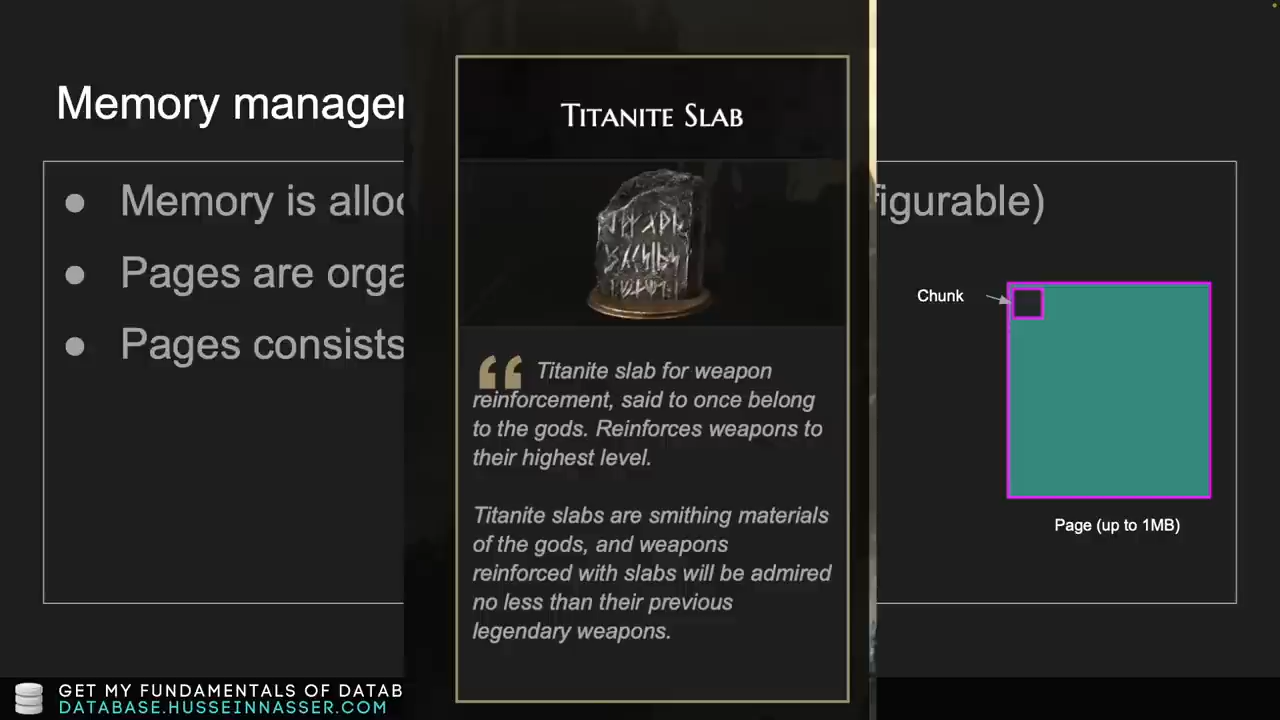 Memory manager
● Memory is alloc
figurable)
● Pages are orga
● Pages consists
TITANITE SLAB
❝ Titanite slab for weapon
reinforcement, said to once belong
to the gods. Reinforces weapons to
their highest level.
Titanite slabs are smithing materials
of the gods, and weapons
reinforced with slabs will be admired
no less than their previous
legendary weapons.
Chunk
Page (up to 1MB)
GET MY FUNDAMENTALS OF DATAB
DATABASE.HUSSEINNASSER.COM